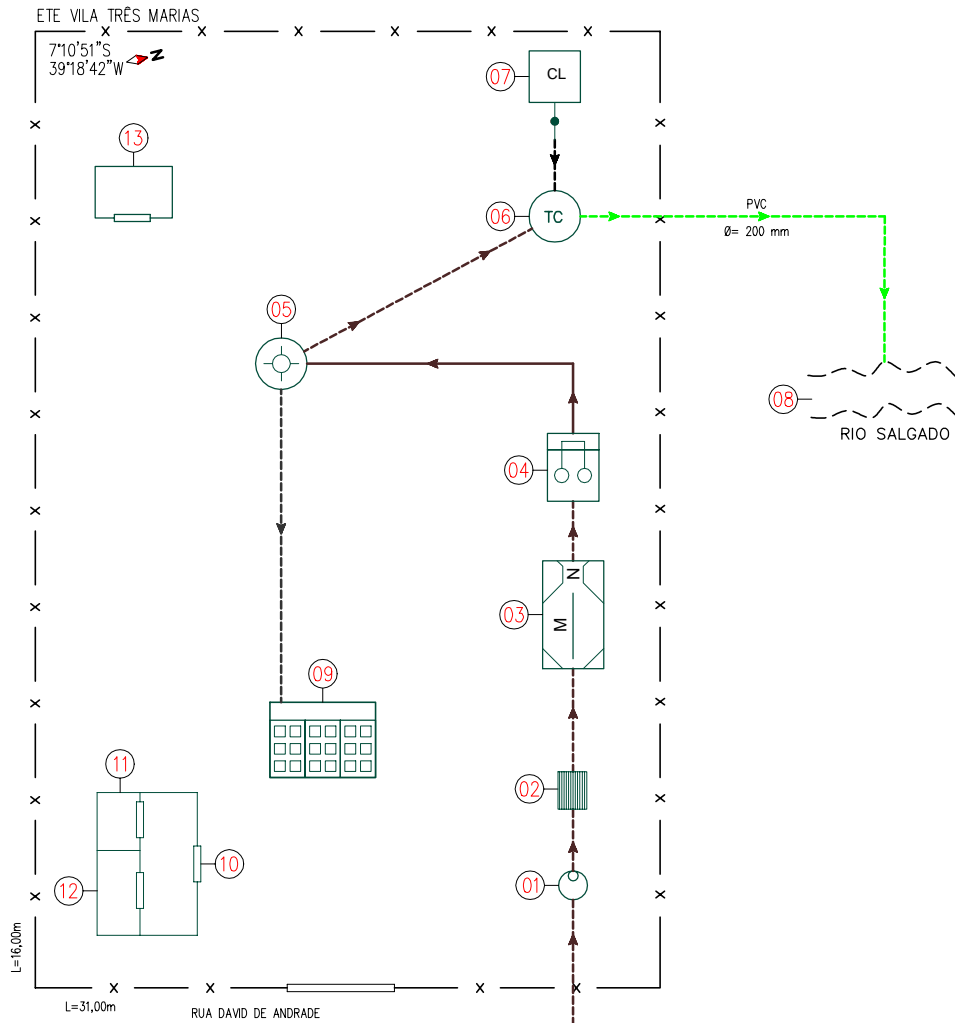 ETE VILA TRÊS MARIAS
7°10'51"S
39°18'42"W
N
07
CL
13
06
TC
PVC
Ø= 200 mm
05
08
RIO SALGADO
04
03
N
M
09
11
02
10
12
01
L=16,00m
L=31,00m
RUA DAVID DE ANDRADE